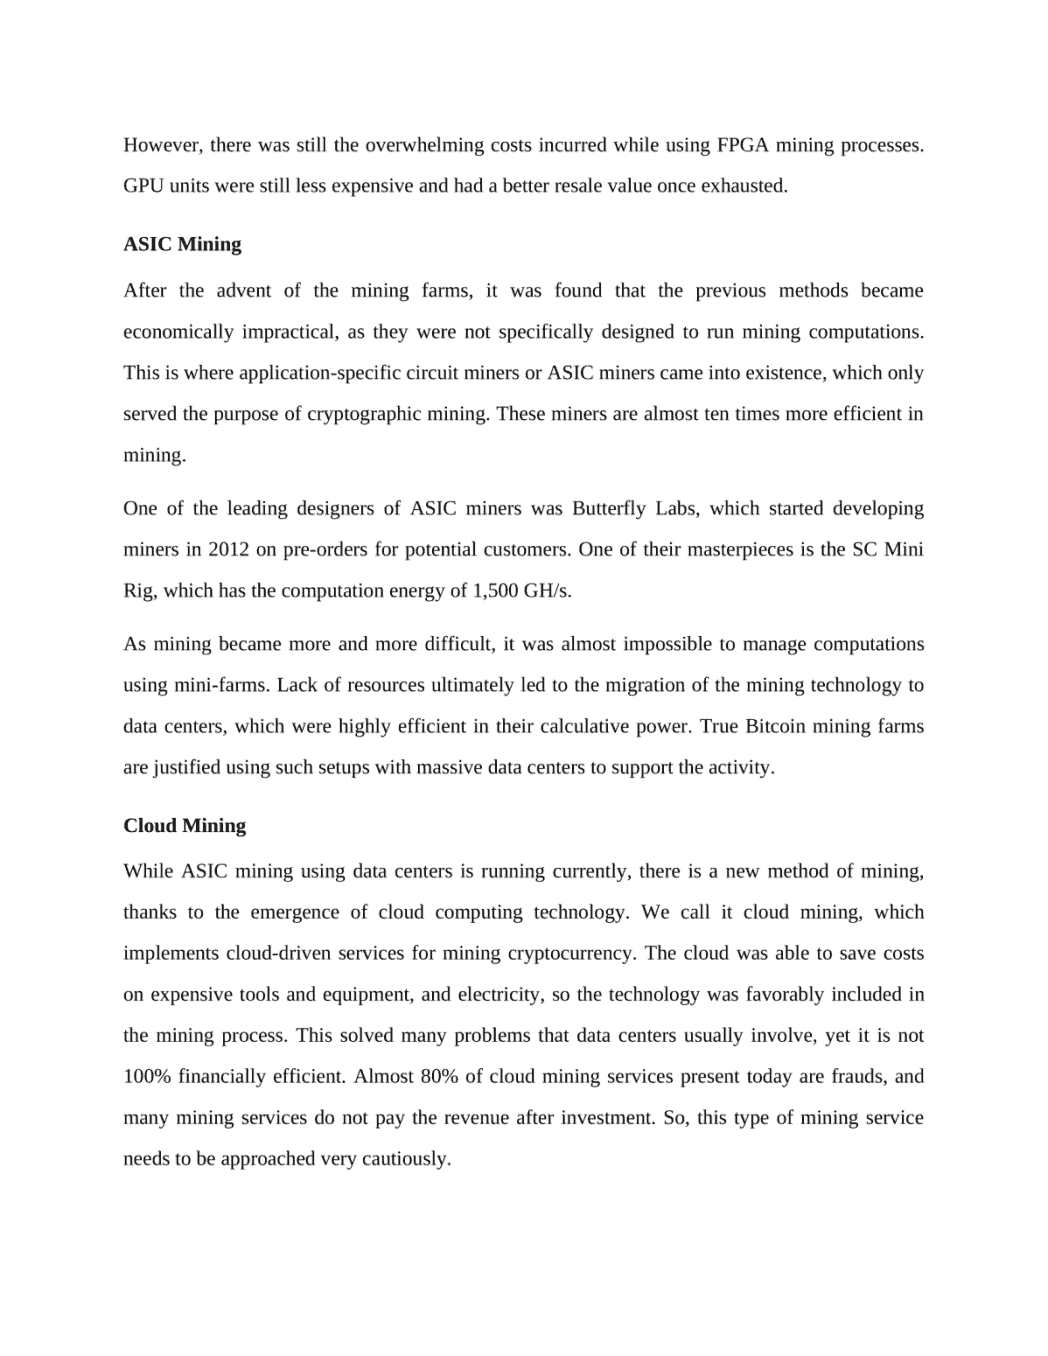 However, there was still the overwhelming costs incurred while using FPGA mining processes.
GPU units were still less expensive and had a better resale value once exhausted.
ASIC Mining
After the advent of the mining farms, it was found that the previous methods became
economically impractical, as they were not specifically designed to run mining computations.
This is where application-specific circuit miners or ASIC miners came into existence, which only
served the purpose of cryptographic mining. These miners are almost ten times more efficient in
mining.
One of the leading designers of ASIC miners was Butterfly Labs, which started developing
miners in 2012 on pre-orders for potential customers. One of their masterpieces is the SC Mini
Rig, which has the computation energy of 1,500 GH/s.
As mining became more and more difficult, it was almost impossible to manage computations
using mini-farms. Lack of resources ultimately led to the migration of the mining technology to
data centers, which were highly efficient in their calculative power. True Bitcoin mining farms
are justified using such setups with massive data centers to support the activity.
Cloud Mining
While ASIC mining using data centers is running currently, there is a new method of mining,
thanks to the emergence of cloud computing technology. We call it cloud mining, which
implements cloud-driven services for mining cryptocurrency. The cloud was able to save costs
on expensive tools and equipment, and electricity, so the technology was favorably included in
the mining process. This solved many problems that data centers usually involve, yet it is not
100% financially efficient. Almost 80% of cloud mining services present today are frauds, and
many mining services do not pay the revenue after investment. So, this type of mining service
needs to be approached very cautiously.